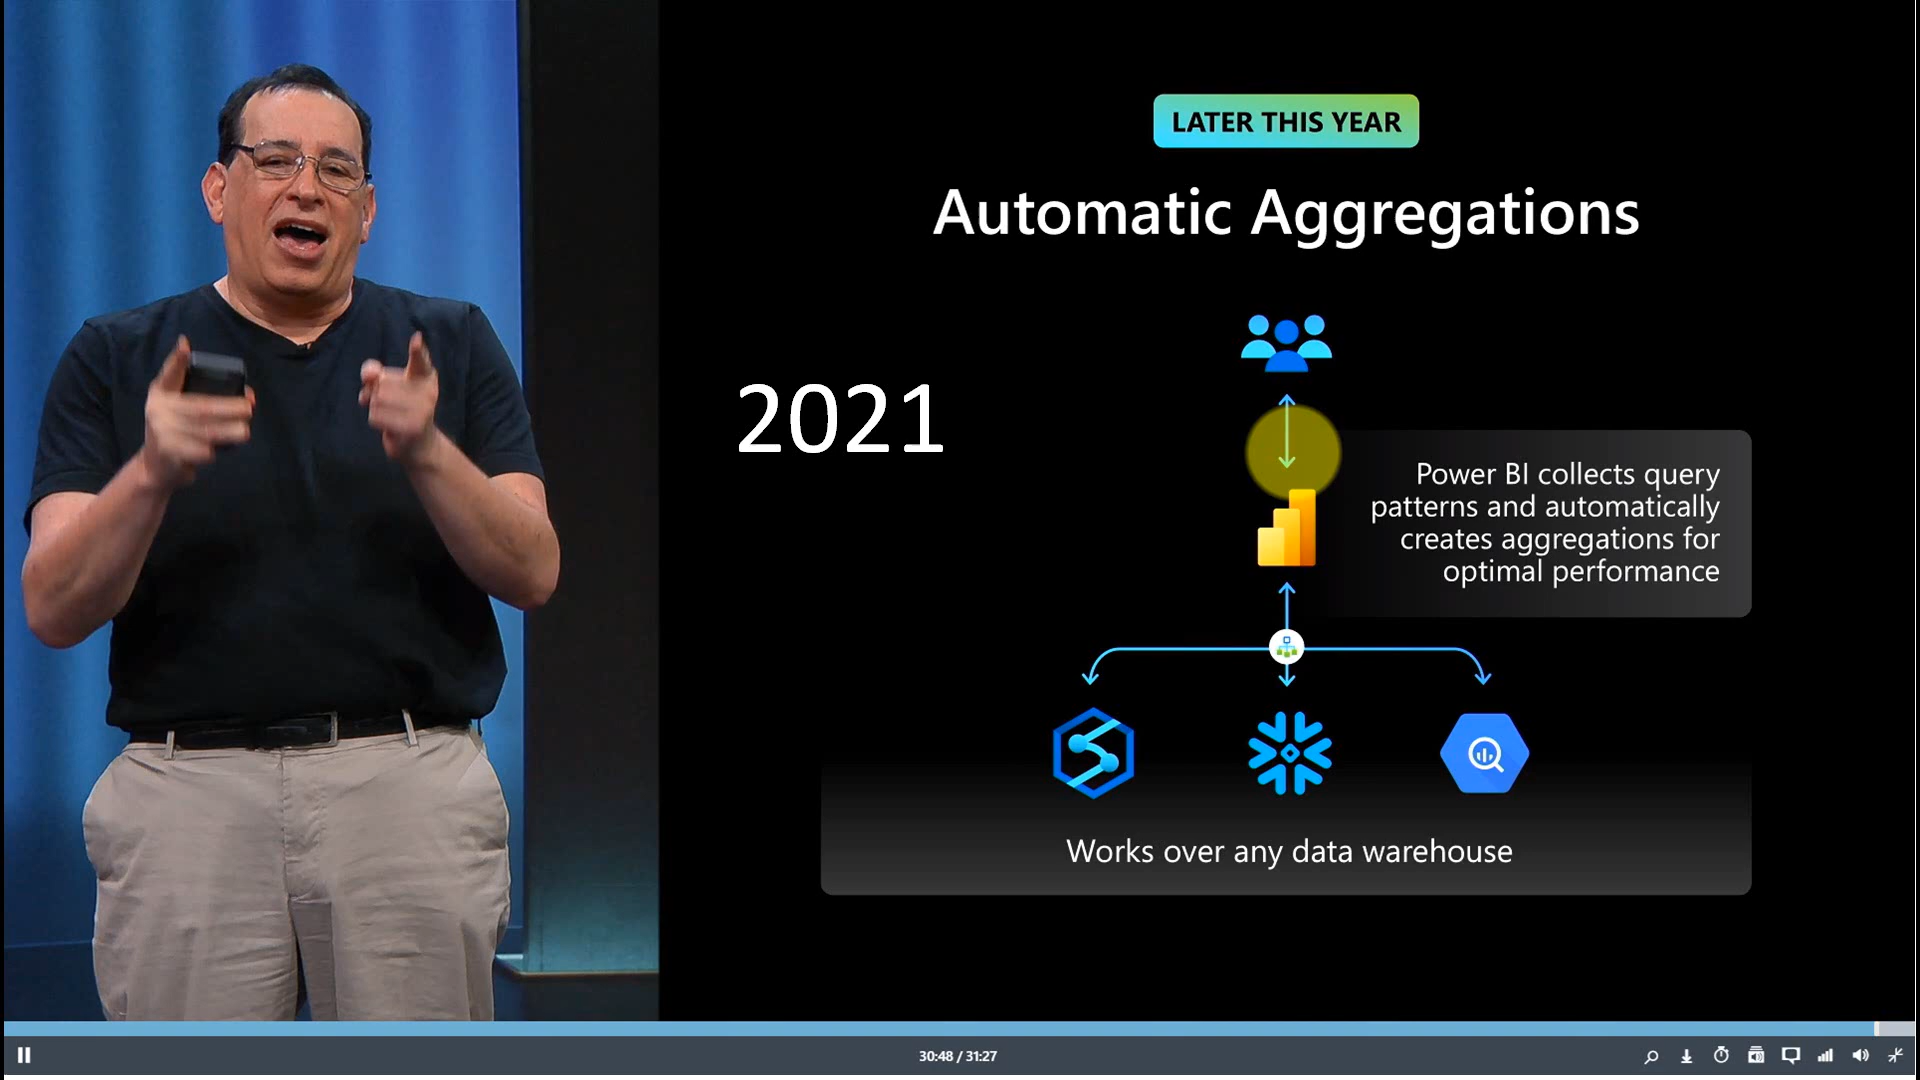 LATER THIS YEAR
Automatic Aggregations
2021
Power BI collects query
patterns and automatically
creates aggregations for
optimal performance
Works over any data warehouse
30:48 / 31:27